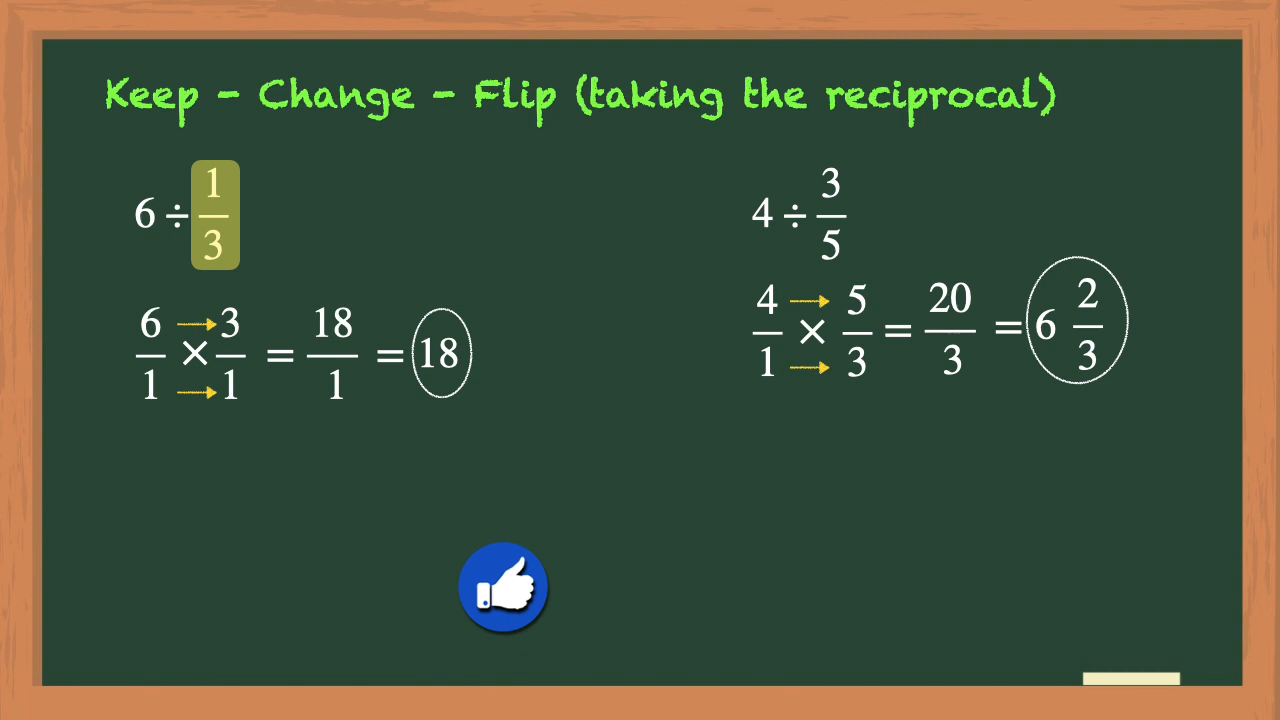 Keep - Change - Flip (taking the reciprocal)
6 ÷ 1/3
6/1 × 3/1 = 18/1 = 18
4 ÷ 3/5
4/1 × 5/3 = 20/3 = 6 2/3